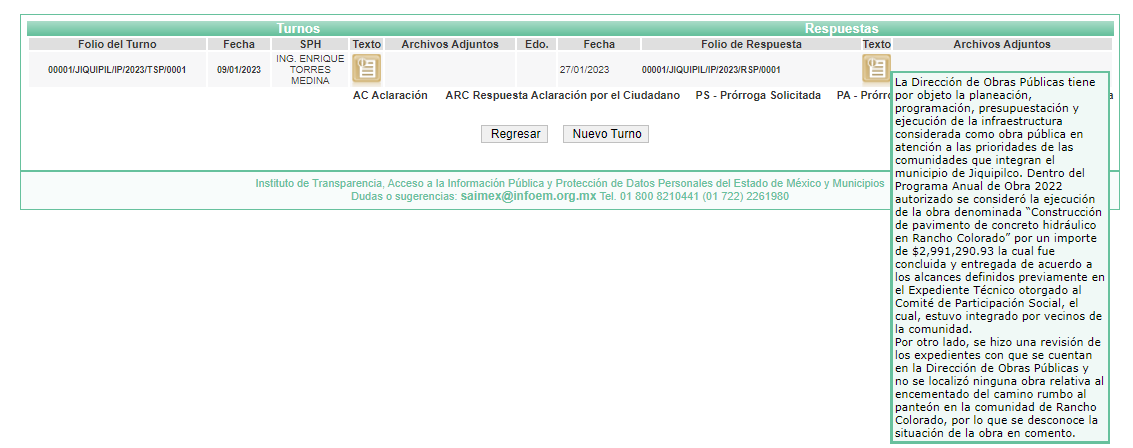 Turnos Respuestas
Folio del Turno Fecha SPH Texto Archivos Adjuntos Edo. Fecha Folio de Respuesta Texto Archivos Adjuntos
00001/JIQUIPIL/IP/2023/TSP/0001 09/01/2023 ING. ENRIQUE TORRES MEDINA 27/01/2023 00001/JIQUIPIL/IP/2023/RSP/0001
AC Aclaración ARC Respuesta Aclaración por el Ciudadano PS - Prórroga Solicitada PA - Prórro
Regresar Nuevo Turno
Instituto de Transparencia, Acceso a la Información Pública y Protección de Datos Personales del Estado de México y Municipios
Dudas o sugerencias: saimex@infoem.org.mx Tel. 01 800 8210441 (01 722) 2261980
La Dirección de Obras Públicas tiene
por objeto la planeación,
programación, presupuestación y
ejecución de la infraestructura
considerada como obra pública en
atención a las prioridades de las
comunidades que integran el
municipio de Jiquipilco. Dentro del
Programa Anual de Obra 2022
autorizado se consideró la ejecución
de la obra denominada “Construcción
de pavimento de concreto hidráulico
en Rancho Colorado” por un importe
de $2,991,290.93 la cual fue
concluida y entregada de acuerdo a
los alcances definidos previamente en
el Expediente Técnico otorgado al
Comité de Participación Social, el
cual, estuvo integrado por vecinos de
la comunidad.
Por otro lado, se hizo una revisión de
los expedientes con que se cuentan
en la Dirección de Obras Públicas y
no se localizó ninguna obra relativa al
encementado del camino rumbo al
panteón en la comunidad de Rancho
Colorado, por lo que se desconoce la
situación de la obra en comento.